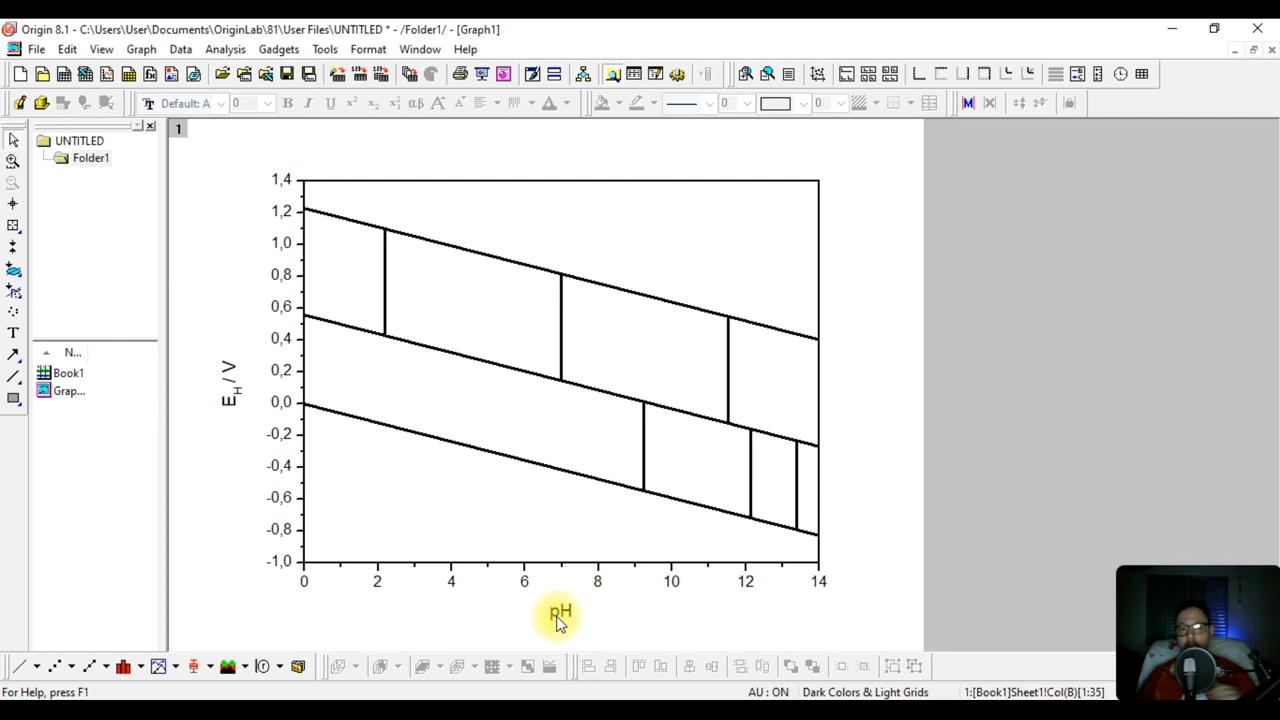 Origin 8.1 - C:\Users\User\Documents\OriginLab\81\User Files\UNTITLED * - /Folder1/ - [Graph1]
File Edit View Graph Data Analysis Gadgets Tools Format Window Help
Default: A 0 B I U αβ A A 0 0 M
UNTITLED
Folder1
N...
Book1
Grap...
T
1
1,4
1,2
1,0
0,8
0,6
0,4
0,2
0,0
-0,2
-0,4
-0,6
-0,8
-1,0
EH / V
0 2 4 6 8 10 12 14
pH
For Help, press F1 AU : ON Dark Colors & Light Grids 1:[Book1]Sheet1!Col(B)[1:35]